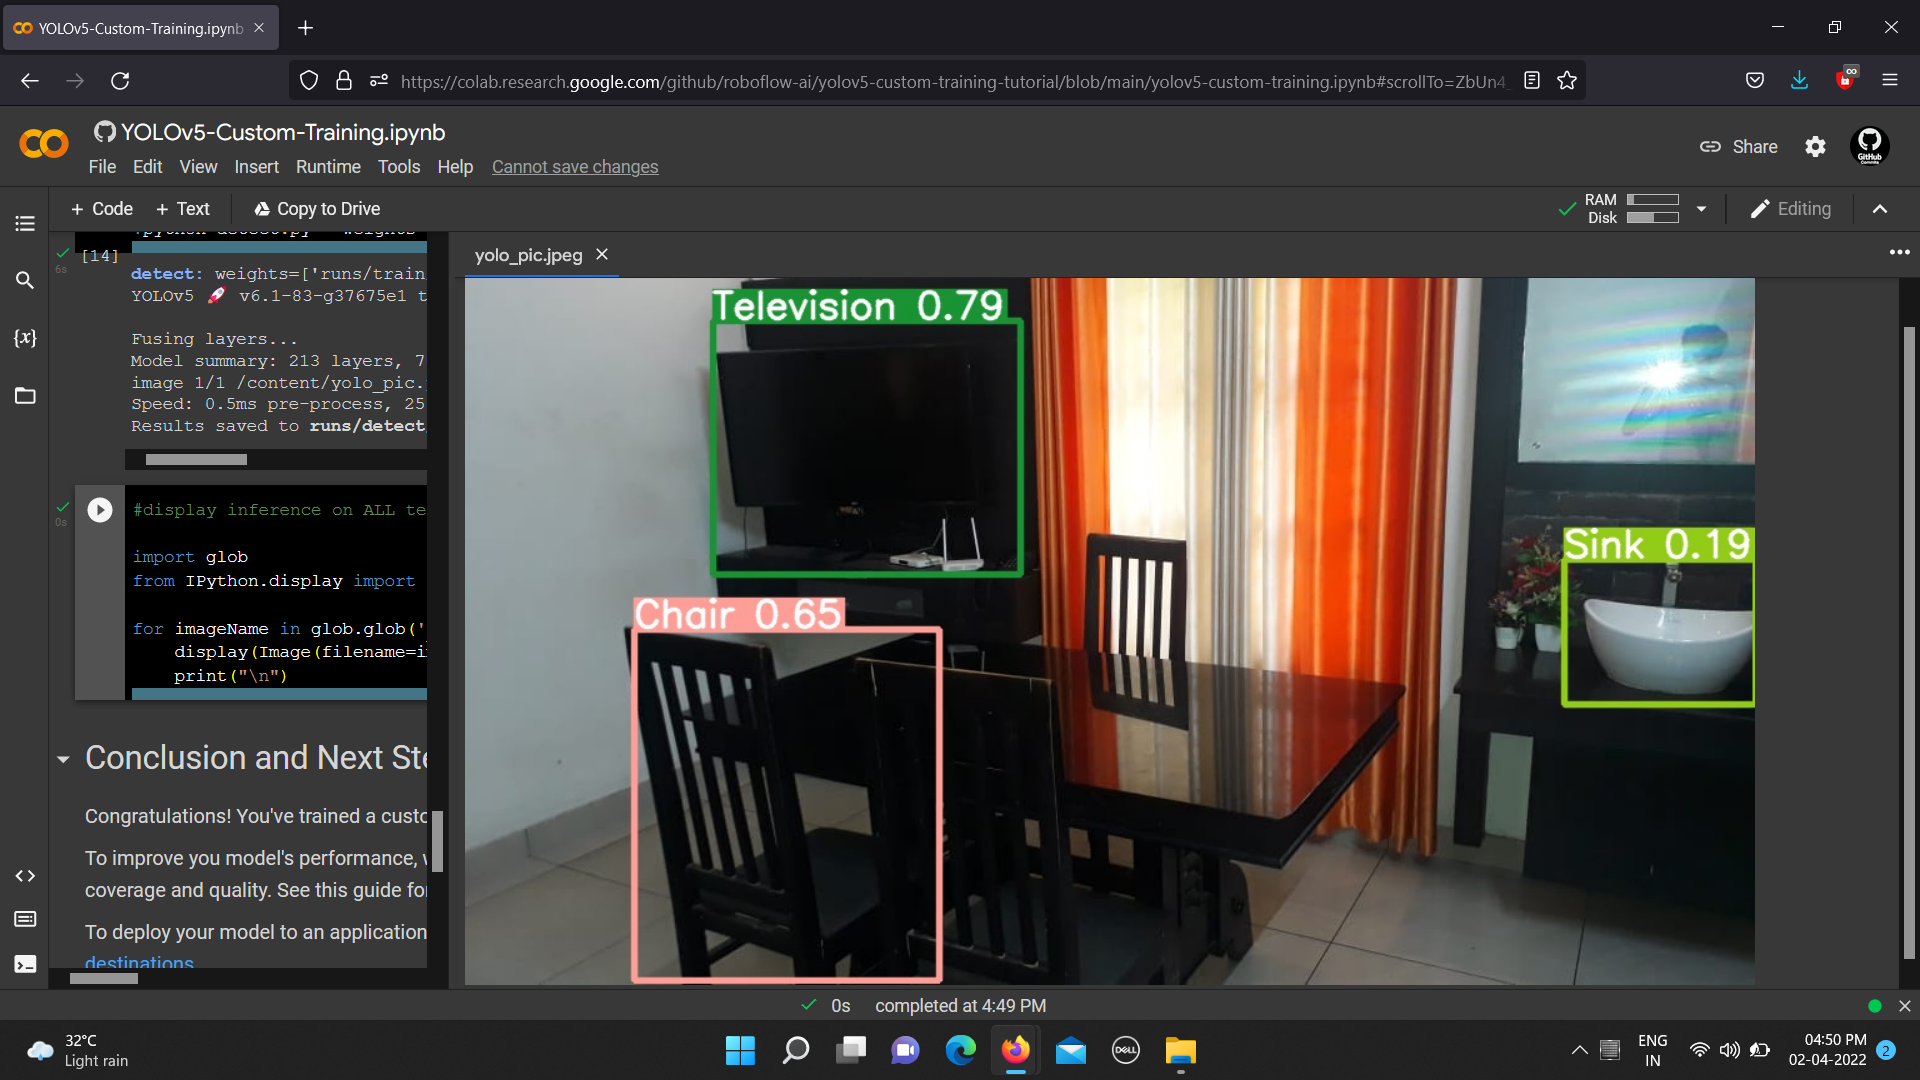 YOLOv5-Custom-Training.ipynb
https://colab.research.google.com/github/roboflow-ai/yolov5-custom-training-tutorial/blob/main/yolov5-custom-training.ipynb#scrollTo=ZbUn4_
CO YOLOv5-Custom-Training.ipynb
File Edit View Insert Runtime Tools Help Cannot save changes
Share
GitHub
+ Code + Text Copy to Drive
RAM
Disk
Editing
[14]
6s
detect: weights=['runs/train
YOLOv5 🚀 v6.1-83-g37675e1 t
Fusing layers...
Model summary: 213 layers, 7
image 1/1 /content/yolo_pic.
Speed: 0.5ms pre-process, 25
Results saved to runs/detect
0s
#display inference on ALL te
import glob
from IPython.display import
for imageName in glob.glob('
display(Image(filename=i
print("\n")
Conclusion and Next Ste
Congratulations! You've trained a custo
To improve you model's performance, w
coverage and quality. See this guide for
To deploy your model to an application
destinations
{x}
yolo_pic.jpeg
Television 0.79
Sink 0.19
Chair 0.65
0s completed at 4:49 PM
32°C
Light rain
DELL
ENG
IN
04:50 PM
02-04-2022
2